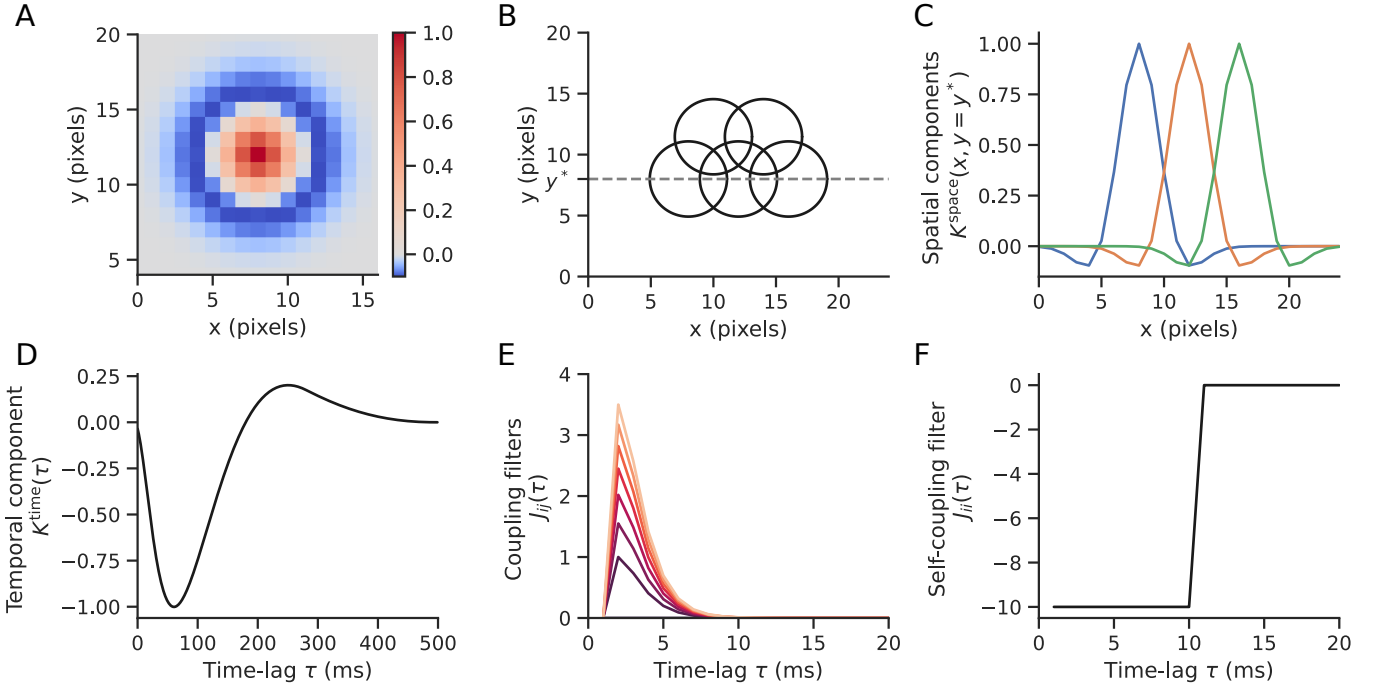 A
20
15
10
5
y (pixels)
0 5 10 15
x (pixels)
1.0
0.8
0.6
0.4
0.2
0.0
B
20
15
10
y*
5
0
y (pixels)
0 5 10 15 20
x (pixels)
C
1.00
0.75
0.50
0.25
0.00
Spatial components
K^space(x, y = y*)
0 5 10 15 20
x (pixels)
D
0.25
0.00
−0.25
−0.50
−0.75
−1.00
Temporal component
K^time(τ)
0 100 200 300 400 500
Time-lag τ (ms)
E
4
3
2
1
0
Coupling filters
J_ij(τ)
0 5 10 15 20
Time-lag τ (ms)
F
0
−2
−4
−6
−8
−10
Self-coupling filter
J_ii(τ)
0 5 10 15 20
Time-lag τ (ms)